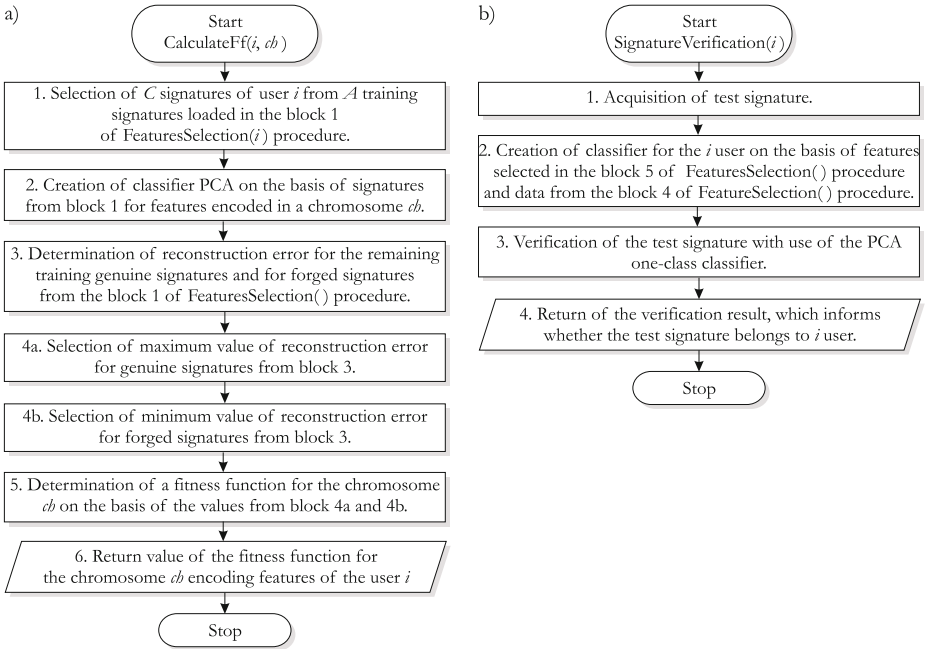 a)
Start
CalculateFf(i, ch )
1. Selection of C signatures of user i from A training
signatures loaded in the block 1
of FeaturesSelection(i ) procedure.
2. Creation of classifier PCA on the basis of signatures
from block 1 for features encoded in a chromosome ch.
3. Determination of reconstruction error for the remaining
training genuine signatures and for forged signatures
from the block 1 of FeaturesSelection( ) procedure.
4a. Selection of maximum value of reconstruction error
for genuine signatures from block 3.
4b. Selection of minimum value of reconstruction error
for forged signatures from block 3.
5. Determination of a fitness function for the chromosome
ch on the basis of the values from block 4a and 4b.
6. Return value of the fitness function for
the chromosome ch encoding features of the user i
Stop
b)
Start
SignatureVerification(i )
1. Acquisition of test signature.
2. Creation of classifier for the i user on the basis of features
selected in the block 5 of FeaturesSelection( ) procedure
and data from the block 4 of FeatureSelection( ) procedure.
3. Verification of the test signature with use of the PCA
one-class classifier.
4. Return of the verification result, which informs
whether the test signature belongs to i user.
Stop